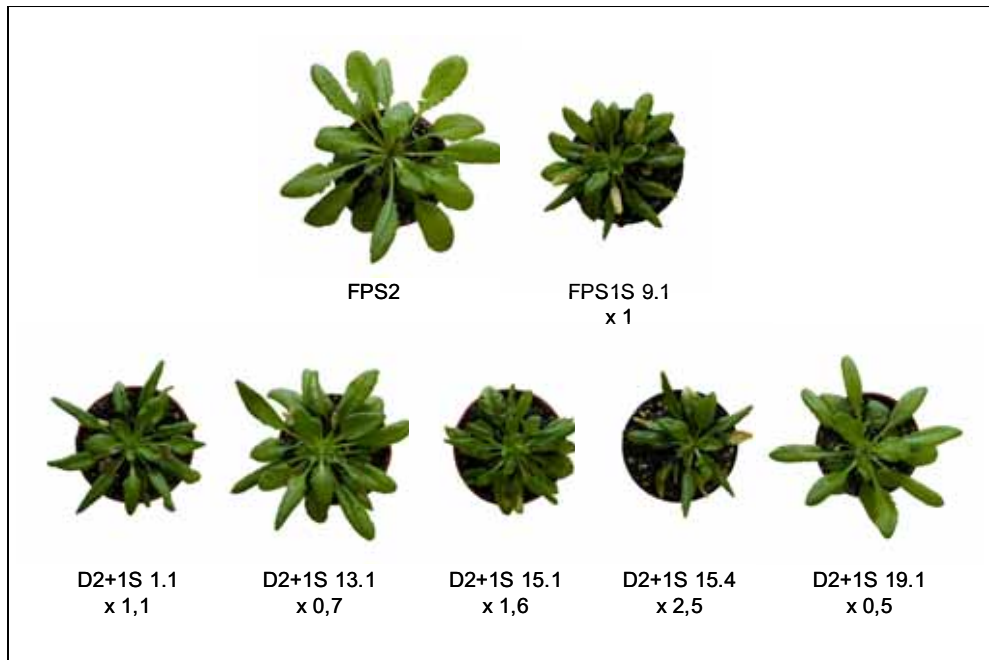 FPS2
FPS1S 9.1
x 1
D2+1S 1.1
x 1,1
D2+1S 13.1
x 0,7
D2+1S 15.1
x 1,6
D2+1S 15.4
x 2,5
D2+1S 19.1
x 0,5